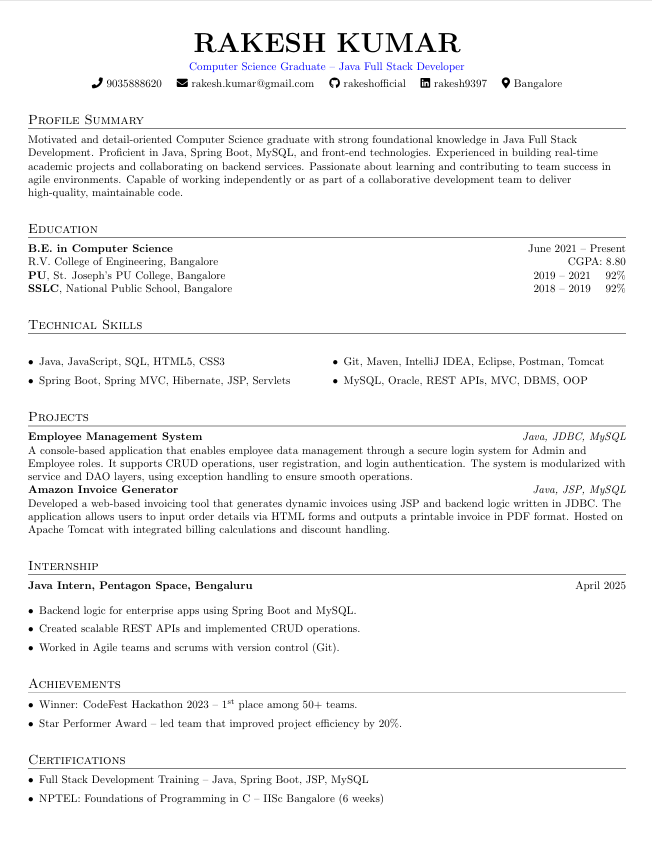 RAKESH KUMAR
Computer Science Graduate – Java Full Stack Developer
9035888620 rakesh.kumar@gmail.com rakeshofficial rakesh9397 Bangalore
Profile Summary
Motivated and detail-oriented Computer Science graduate with strong foundational knowledge in Java Full Stack
Development. Proficient in Java, Spring Boot, MySQL, and front-end technologies. Experienced in building real-time
academic projects and collaborating on backend services. Passionate about learning and contributing to team success in
agile environments. Capable of working independently or as part of a collaborative development team to deliver
high-quality, maintainable code.
Education
B.E. in Computer Science June 2021 – Present
R.V. College of Engineering, Bangalore CGPA: 8.80
PU, St. Joseph's PU College, Bangalore 2019 – 2021 92%
SSLC, National Public School, Bangalore 2018 – 2019 92%
Technical Skills
• Java, JavaScript, SQL, HTML5, CSS3 • Git, Maven, IntelliJ IDEA, Eclipse, Postman, Tomcat
• Spring Boot, Spring MVC, Hibernate, JSP, Servlets • MySQL, Oracle, REST APIs, MVC, DBMS, OOP
Projects
Employee Management System Java, JDBC, MySQL
A console-based application that enables employee data management through a secure login system for Admin and
Employee roles. It supports CRUD operations, user registration, and login authentication. The system is modularized with
service and DAO layers, using exception handling to ensure smooth operations.
Amazon Invoice Generator Java, JSP, MySQL
Developed a web-based invoicing tool that generates dynamic invoices using JSP and backend logic written in JDBC. The
application allows users to input order details via HTML forms and outputs a printable invoice in PDF format. Hosted on
Apache Tomcat with integrated billing calculations and discount handling.
Internship
Java Intern, Pentagon Space, Bengaluru April 2025
• Backend logic for enterprise apps using Spring Boot and MySQL.
• Created scalable REST APIs and implemented CRUD operations.
• Worked in Agile teams and scrums with version control (Git).
Achievements
• Winner: CodeFest Hackathon 2023 – 1st place among 50+ teams.
• Star Performer Award – led team that improved project efficiency by 20%.
Certifications
• Full Stack Development Training – Java, Spring Boot, JSP, MySQL
• NPTEL: Foundations of Programming in C – IISc Bangalore (6 weeks)